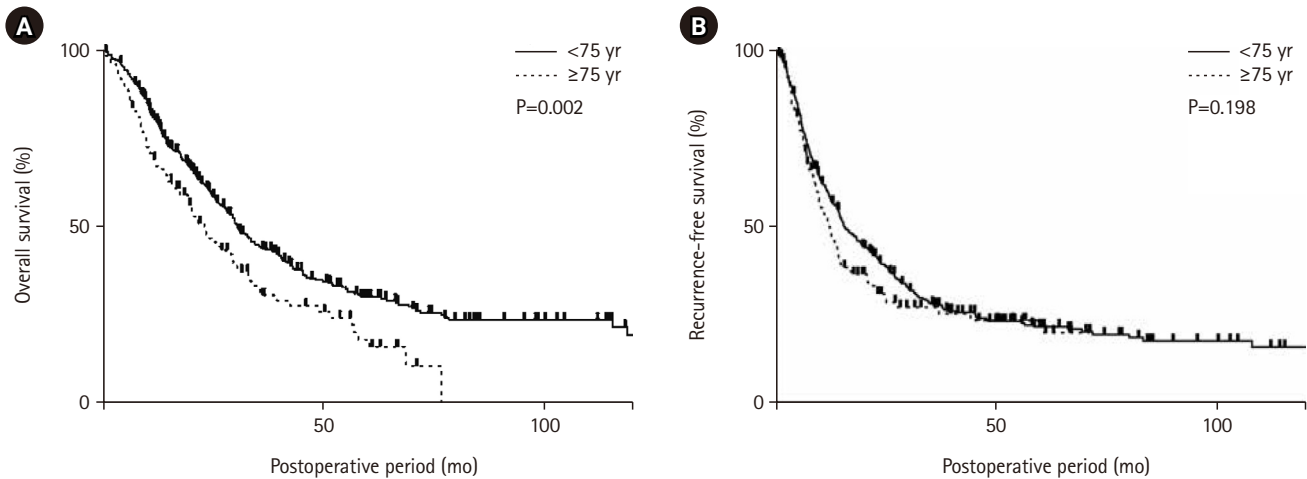 A
100
50
0
50
100
Overall survival (%)
Postoperative period (mo)
<75 yr
≥75 yr
P=0.002
B
100
50
0
50
100
Recurrence-free survival (%)
Postoperative period (mo)
<75 yr
≥75 yr
P=0.198